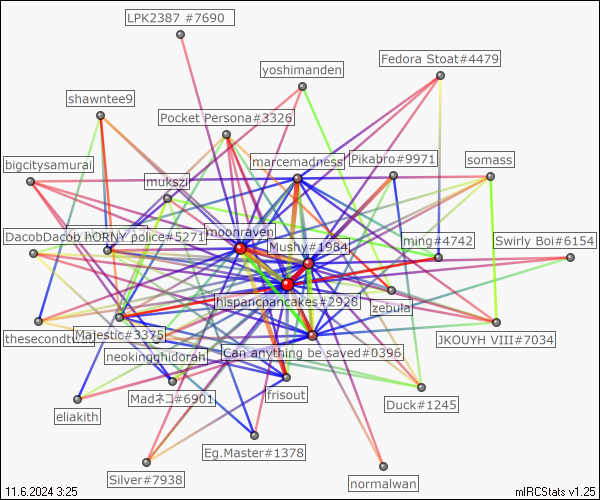 LPK2387 #7690
Fedora Stoat#4479
yoshimanden
shawntee9
Pocket Persona#3326
marcemadness
Pikabro#9971
bigcitysamurai
somass
mukszi
moonraven
DacobDacob
HORNY police#5271
Mushy#1984
ming#4742
Swirly Boi#6154
hispancpancakes#2928
zebula
Majestic#3375
JKOUYH VIII#7034
neokingghidorah
Can anything be saved#0396
Madネコ#6901
frisout
Duck#1245
eliakith
Eg.Master#1378
Silver#7938
normalwan
11.6.2024 3:25
mIRCStats v1.25